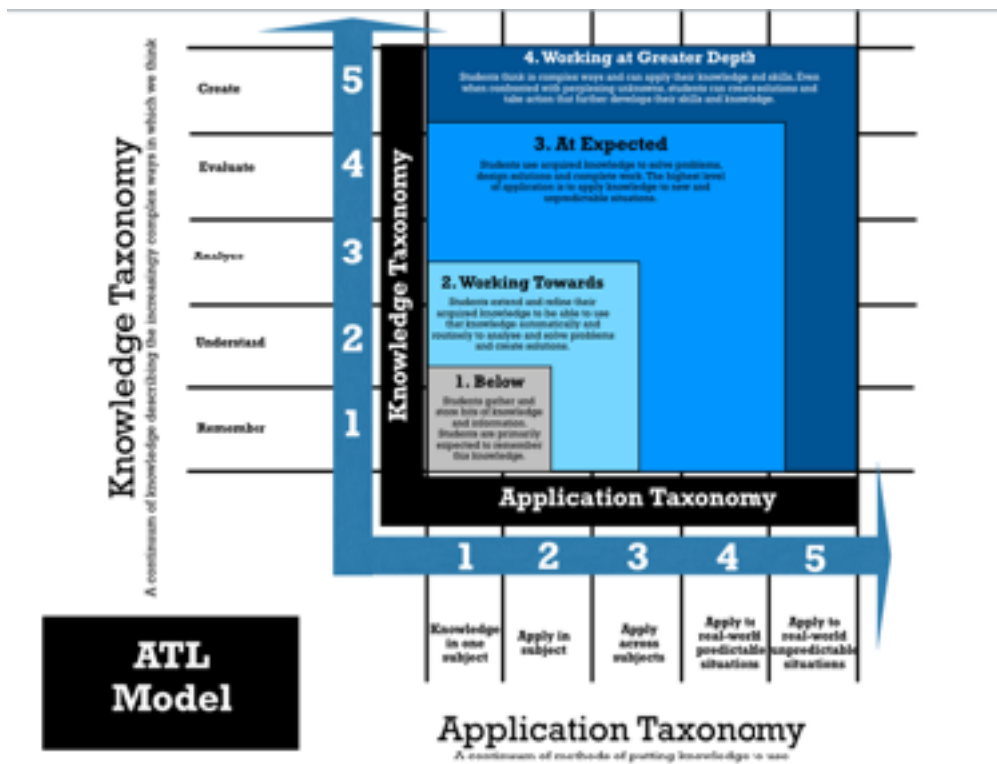 Knowledge Taxonomy
A continuum of knowledge describing the increasingy complex ways in which we think
Create
Evaluate
Analyse
Understand
Remember
5
4
3
2
1
Knowledge Taxonomy
4. Working at Greater Depth
Students think in complex ways and can apply their knowledge and skills. Even
when confronted with perplexing unknowns, students can create solutions and
take action that further develops their skills and knowledge.
3. At Expected
Students use acquired knowledge to solve problems,
design solutions and complete work. The highest level
of application is to apply knowledge to new and
unpredictable situations.
2. Working Towards
Students extend and refine their
acquired knowledge to be able to use
that knowledge automatically and
routinely to analyse and solve problems
and create solutions.
1. Below
Students gather and
store bits of knowledge
and information.
Students are primarily
expected to remember
this knowledge.
Application Taxonomy
1 2 3 4 5
Knowledge
in one
subject
Apply in
subject
Apply
across
subjects
Apply to
real-world
predictable
situations
Apply to
real-world
unpredictable
situations
ATL
Model
Application Taxonomy
A continuum of methods of putting knowledge to use